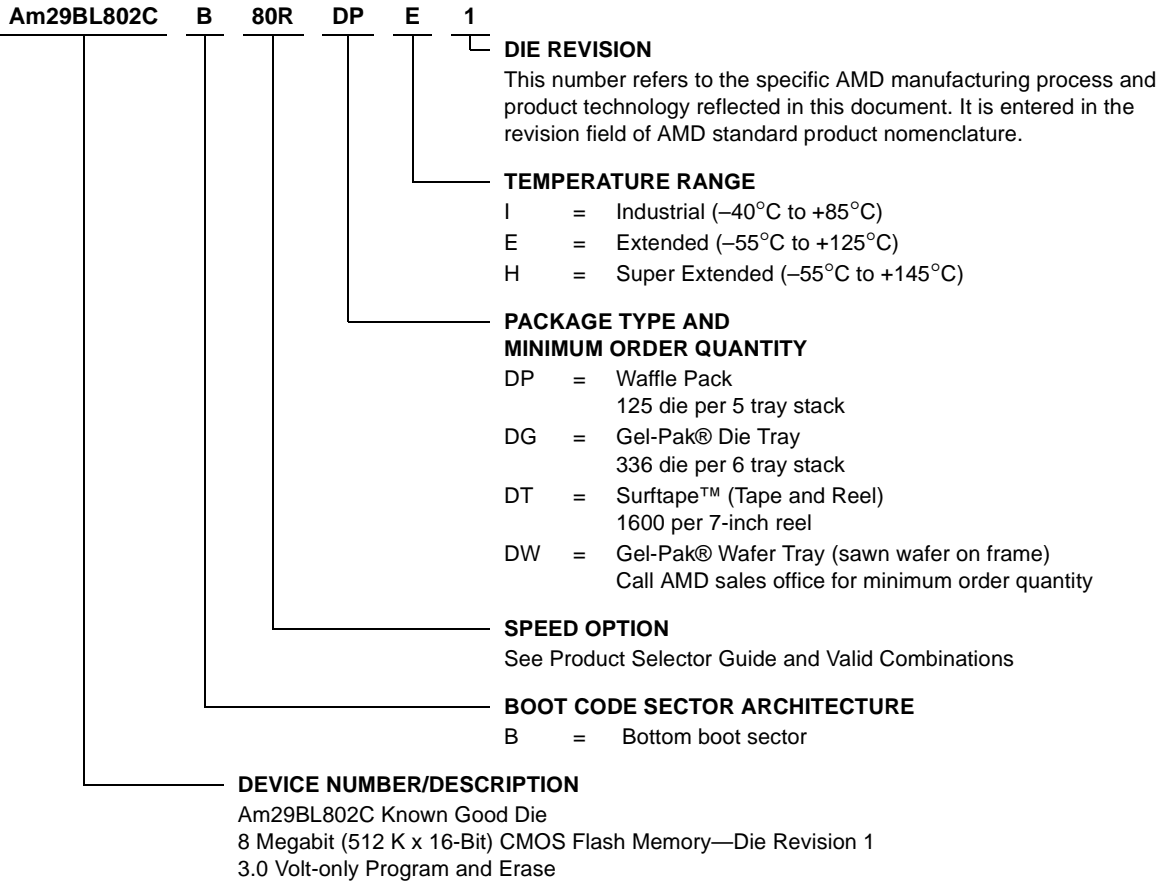 Am29BL802C B 80R DP E 1
DIE REVISION
This number refers to the specific AMD manufacturing process and
product technology reflected in this document. It is entered in the
revision field of AMD standard product nomenclature.
TEMPERATURE RANGE
I = Industrial (–40°C to +85°C)
E = Extended (–55°C to +125°C)
H = Super Extended (–55°C to +145°C)
PACKAGE TYPE AND
MINIMUM ORDER QUANTITY
DP = Waffle Pack
125 die per 5 tray stack
DG = Gel-Pak® Die Tray
336 die per 6 tray stack
DT = Surftape™ (Tape and Reel)
1600 per 7-inch reel
DW = Gel-Pak® Wafer Tray (sawn wafer on frame)
Call AMD sales office for minimum order quantity
SPEED OPTION
See Product Selector Guide and Valid Combinations
BOOT CODE SECTOR ARCHITECTURE
B = Bottom boot sector
DEVICE NUMBER/DESCRIPTION
Am29BL802C Known Good Die
8 Megabit (512 K x 16-Bit) CMOS Flash Memory—Die Revision 1
3.0 Volt-only Program and Erase